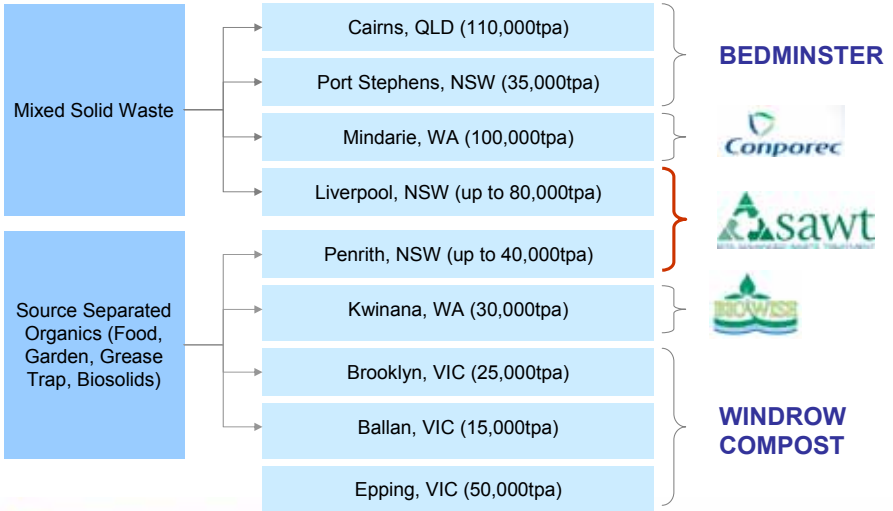 Mixed Solid Waste
Cairns, QLD (110,000tpa)
Port Stephens, NSW (35,000tpa)
Mindarie, WA (100,000tpa)
Liverpool, NSW (up to 80,000tpa)
Source Separated
Organics (Food,
Garden, Grease
Trap, Biosolids)
Penrith, NSW (up to 40,000tpa)
Kwinana, WA (30,000tpa)
Brooklyn, VIC (25,000tpa)
Ballan, VIC (15,000tpa)
Epping, VIC (50,000tpa)
BEDMINSTER
Conporec
sawt
BIOWISE
WINDROW
COMPOST